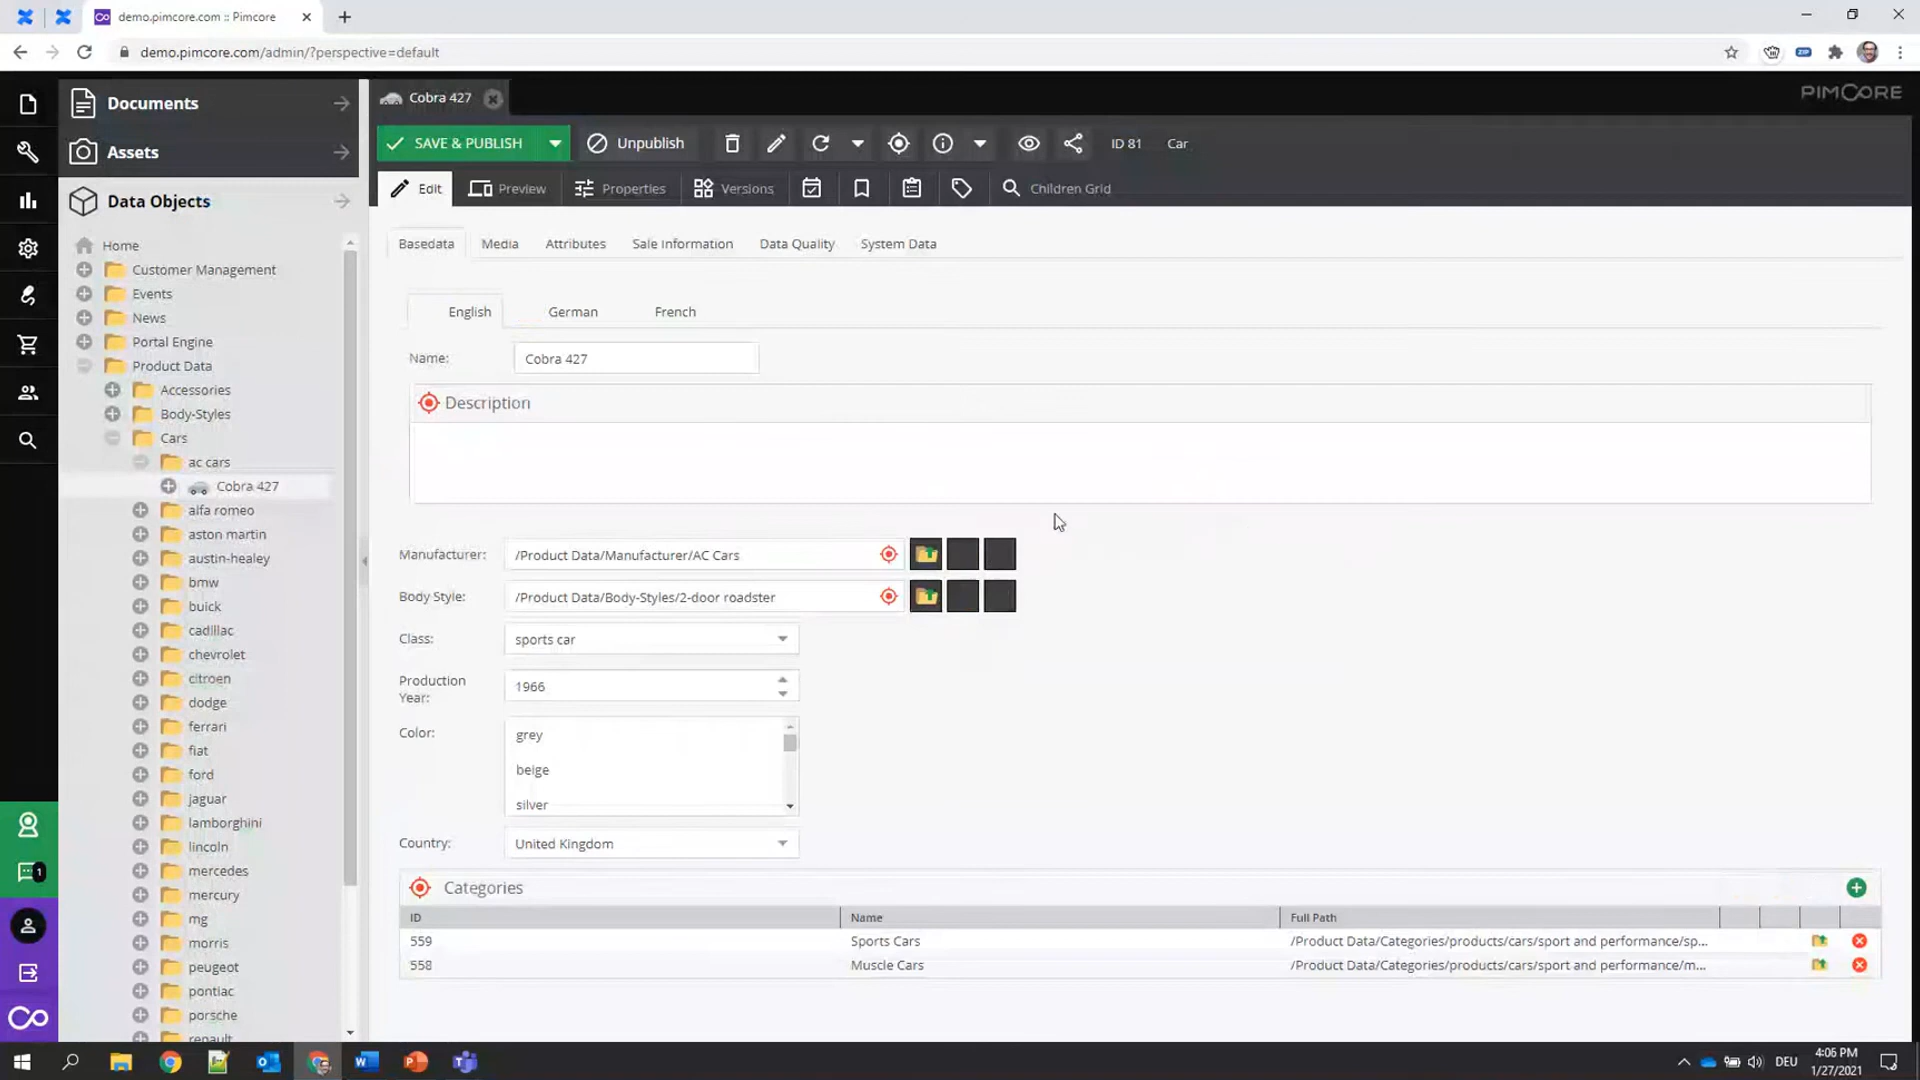 demo.pimcore.com :: Pimcore
demo.pimcore.com/admin/?perspective=default
ZIP
Documents
Assets
Data Objects
Home
Customer Management
Events
News
Portal Engine
Product Data
Accessories
Body-Styles
Cars
ac cars
Cobra 427
alfa romeo
aston martin
austin-healey
bmw
buick
cadillac
chevrolet
citroen
dodge
ferrari
fiat
ford
jaguar
lamborghini
lincoln
mercedes
mercury
mg
morris
peugeot
pontiac
porsche
renault
1
Cobra 427
PIMCORE
SAVE & PUBLISH
Unpublish
ID 81
Car
Edit
Preview
Properties
Versions
Children Grid
Basedata
Media
Attributes
Sale Information
Data Quality
System Data
English
German
French
Name:
Cobra 427
Description
Manufacturer:
/Product Data/Manufacturer/AC Cars
Body Style:
/Product Data/Body-Styles/2-door roadster
Class:
sports car
Production
Year:
1966
Color:
grey
beige
silver
Country:
United Kingdom
Categories
ID Name Full Path
559 Sports Cars /Product Data/Categories/products/cars/sport and performance/sp...
558 Muscle Cars /Product Data/Categories/products/cars/sport and performance/m...
DEU
4:06 PM
1/27/2021